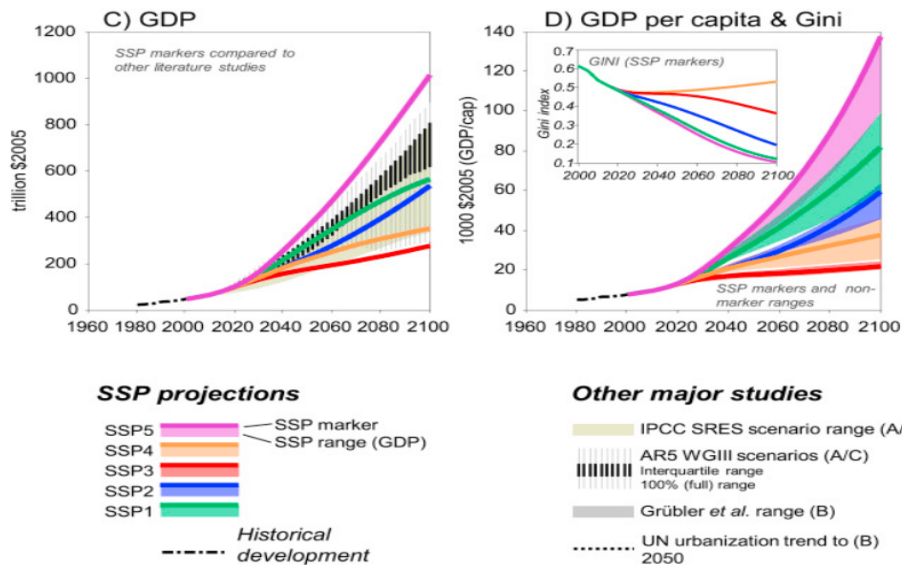 C) GDP
trillion $2005
1200
1000
800
600
400
200
0
SSP markers compared to
other literature studies
1960 1980 2000 2020 2040 2060 2080 2100
D) GDP per capita & Gini
1000 $2005 (GDP/cap)
140
120
100
80
60
40
20
0
GINI (SSP markers)
Gini index
0.7
0.6
0.5
0.4
0.3
0.2
0.1
2000 2020 2040 2060 2080 2100
SSP markers and non-
marker ranges
1960 1980 2000 2020 2040 2060 2080 2100
SSP projections
SSP5
SSP4
SSP3
SSP2
SSP1
SSP marker
SSP range (GDP)
Historical
development
Other major studies
IPCC SRES scenario range (A/
AR5 WGIII scenarios (A/C)
Interquartile range
100% (full) range
Grübler et al. range (B)
UN urbanization trend to (B)
2050